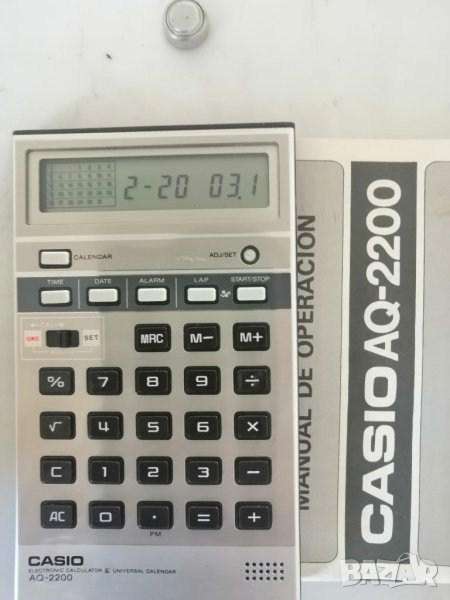 2-20 03.1
CALENDAR
ADJ/SET
TIME DATE ALARM LAP START/STOP
SET
MRC M− M+
% 7 8 9 ÷
√ 4 5 6 ×
C 1 2 3 −
AC 0 · = +
PM
CASIO
ELECTRONIC CALCULATOR & UNIVERSAL CALENDAR
AQ-2200
MANUAL DE OPERACION
CASIO AQ-2200
BAZAR